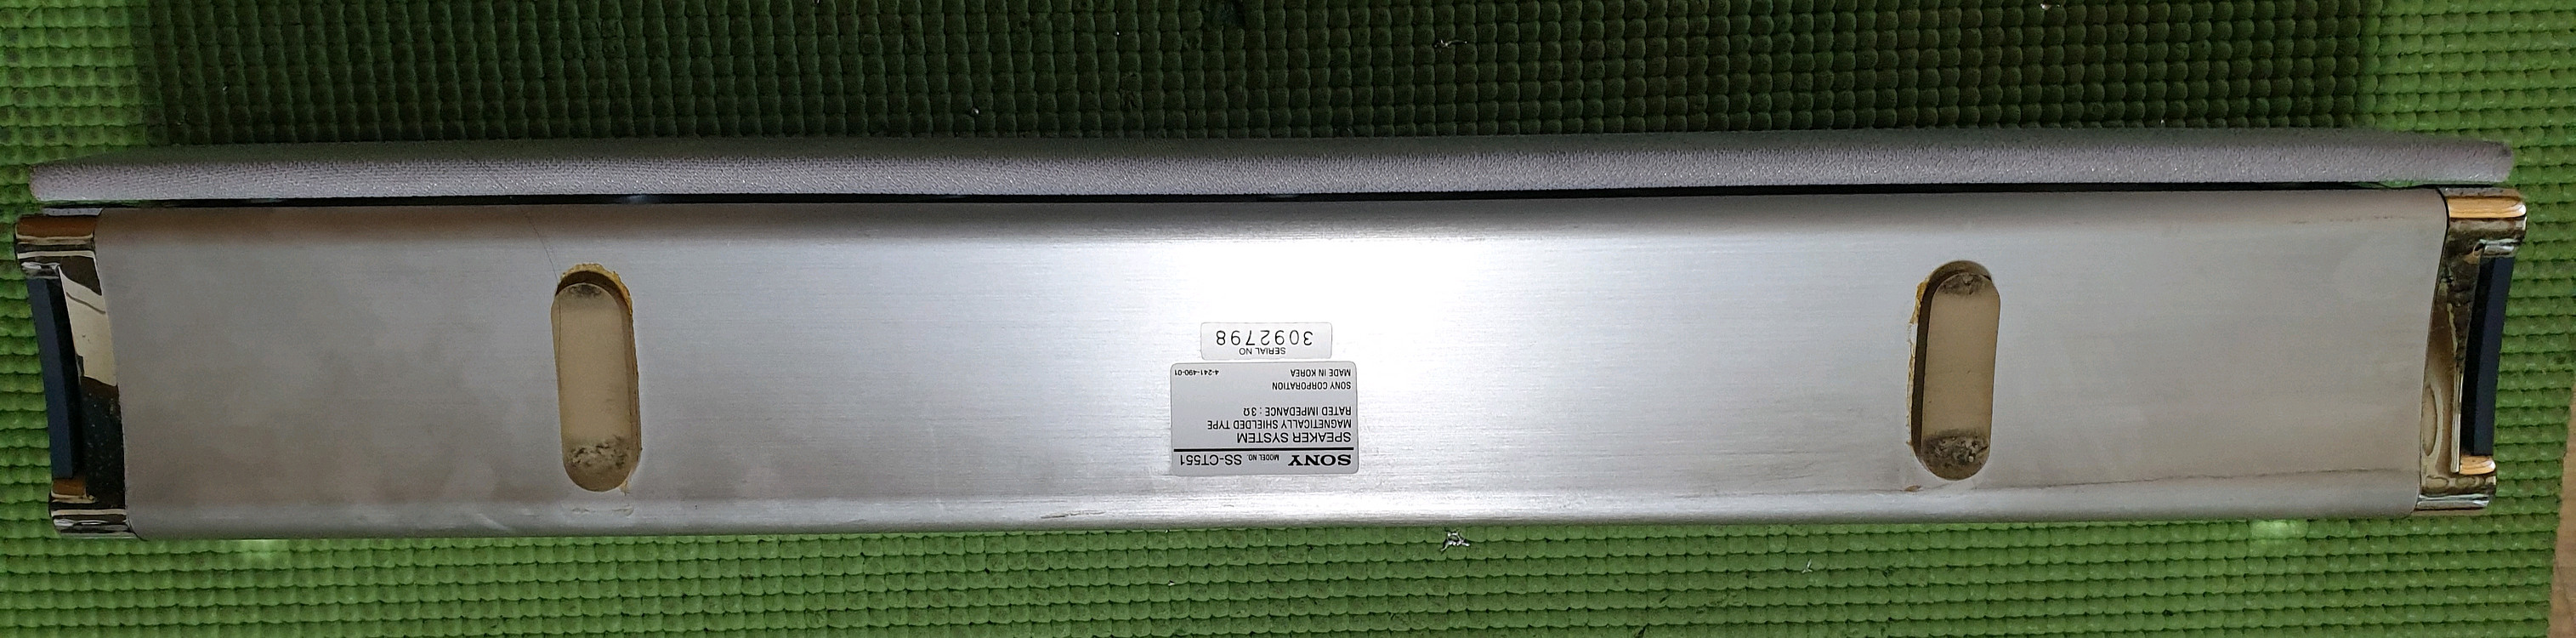 SONY MODEL NO. SS-CT551
SPEAKER SYSTEM
MAGNETICALLY SHIELDED TYPE
RATED IMPEDANCE : 3Ω
SONY CORPORATION
MADE IN KOREA 4-241-490-01
SERIAL NO
3092798